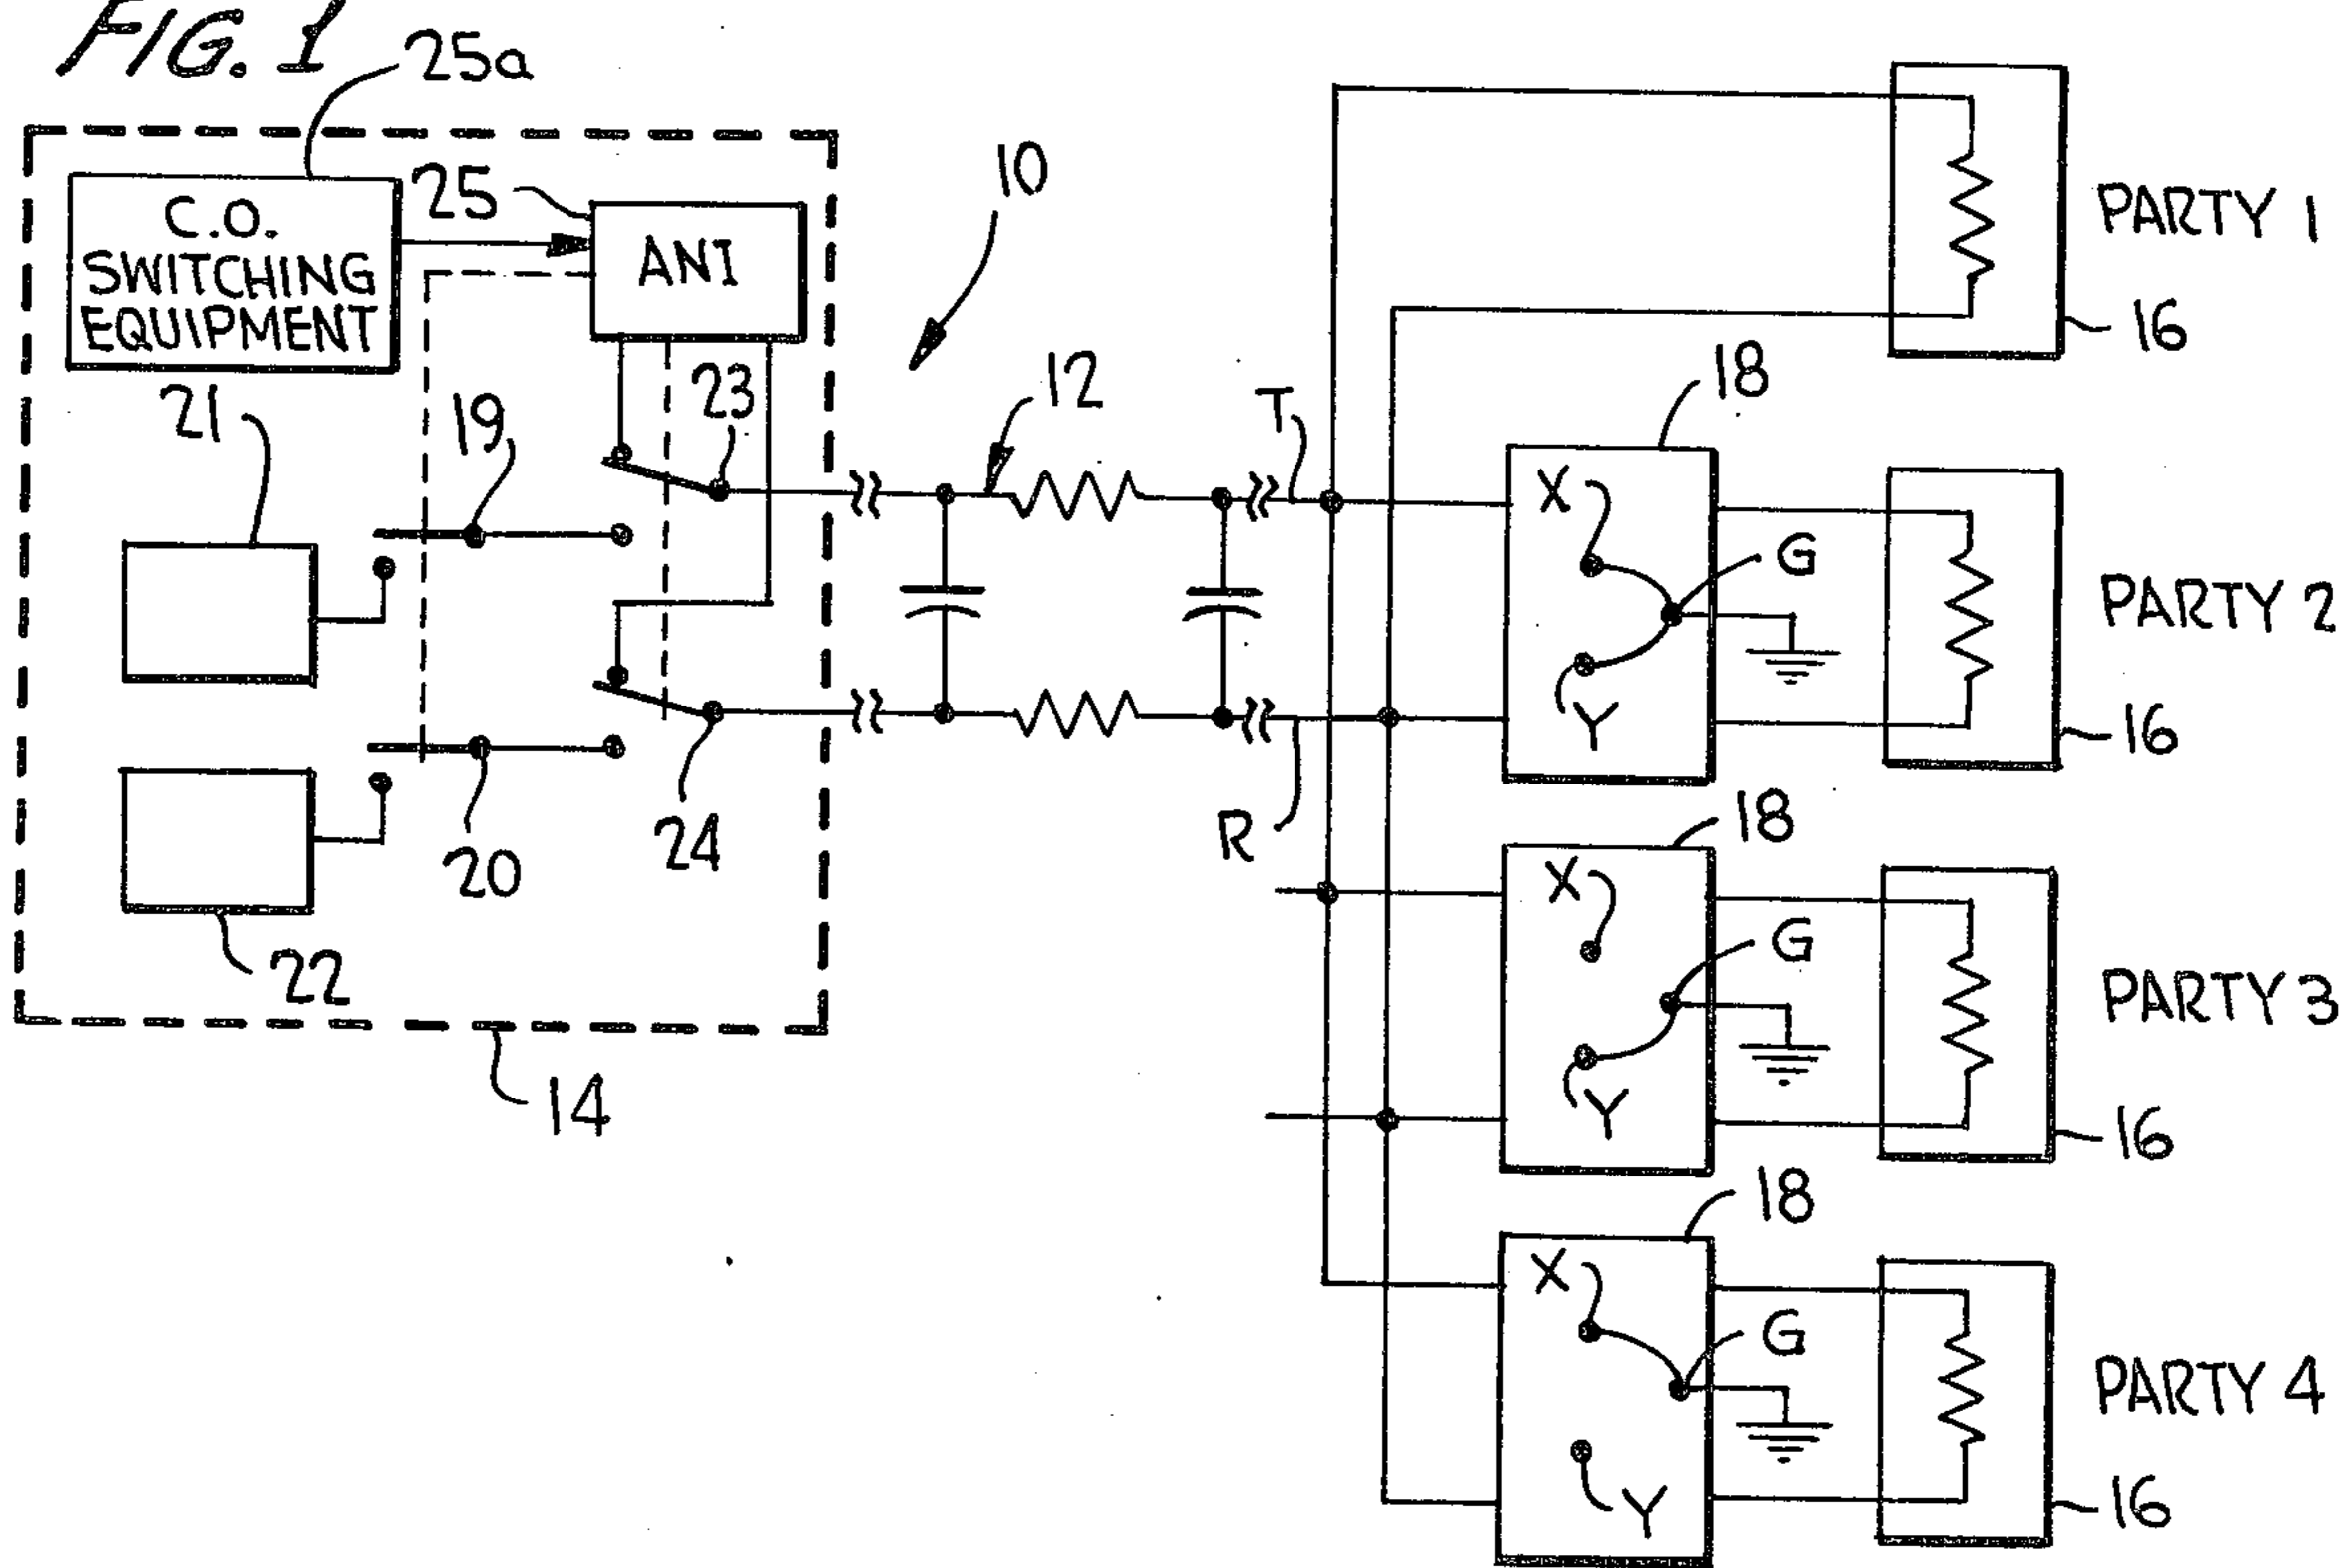 FIG. 1
25a
C.O.
SWITCHING
EQUIPMENT
25
ANI
10
PARTY 1
16
21
19
23
12
T
18
X
G
Y
PARTY 2
16
20
24
R
22
14
18
X
G
Y
PARTY 3
16
18
X
G
Y
PARTY 4
16